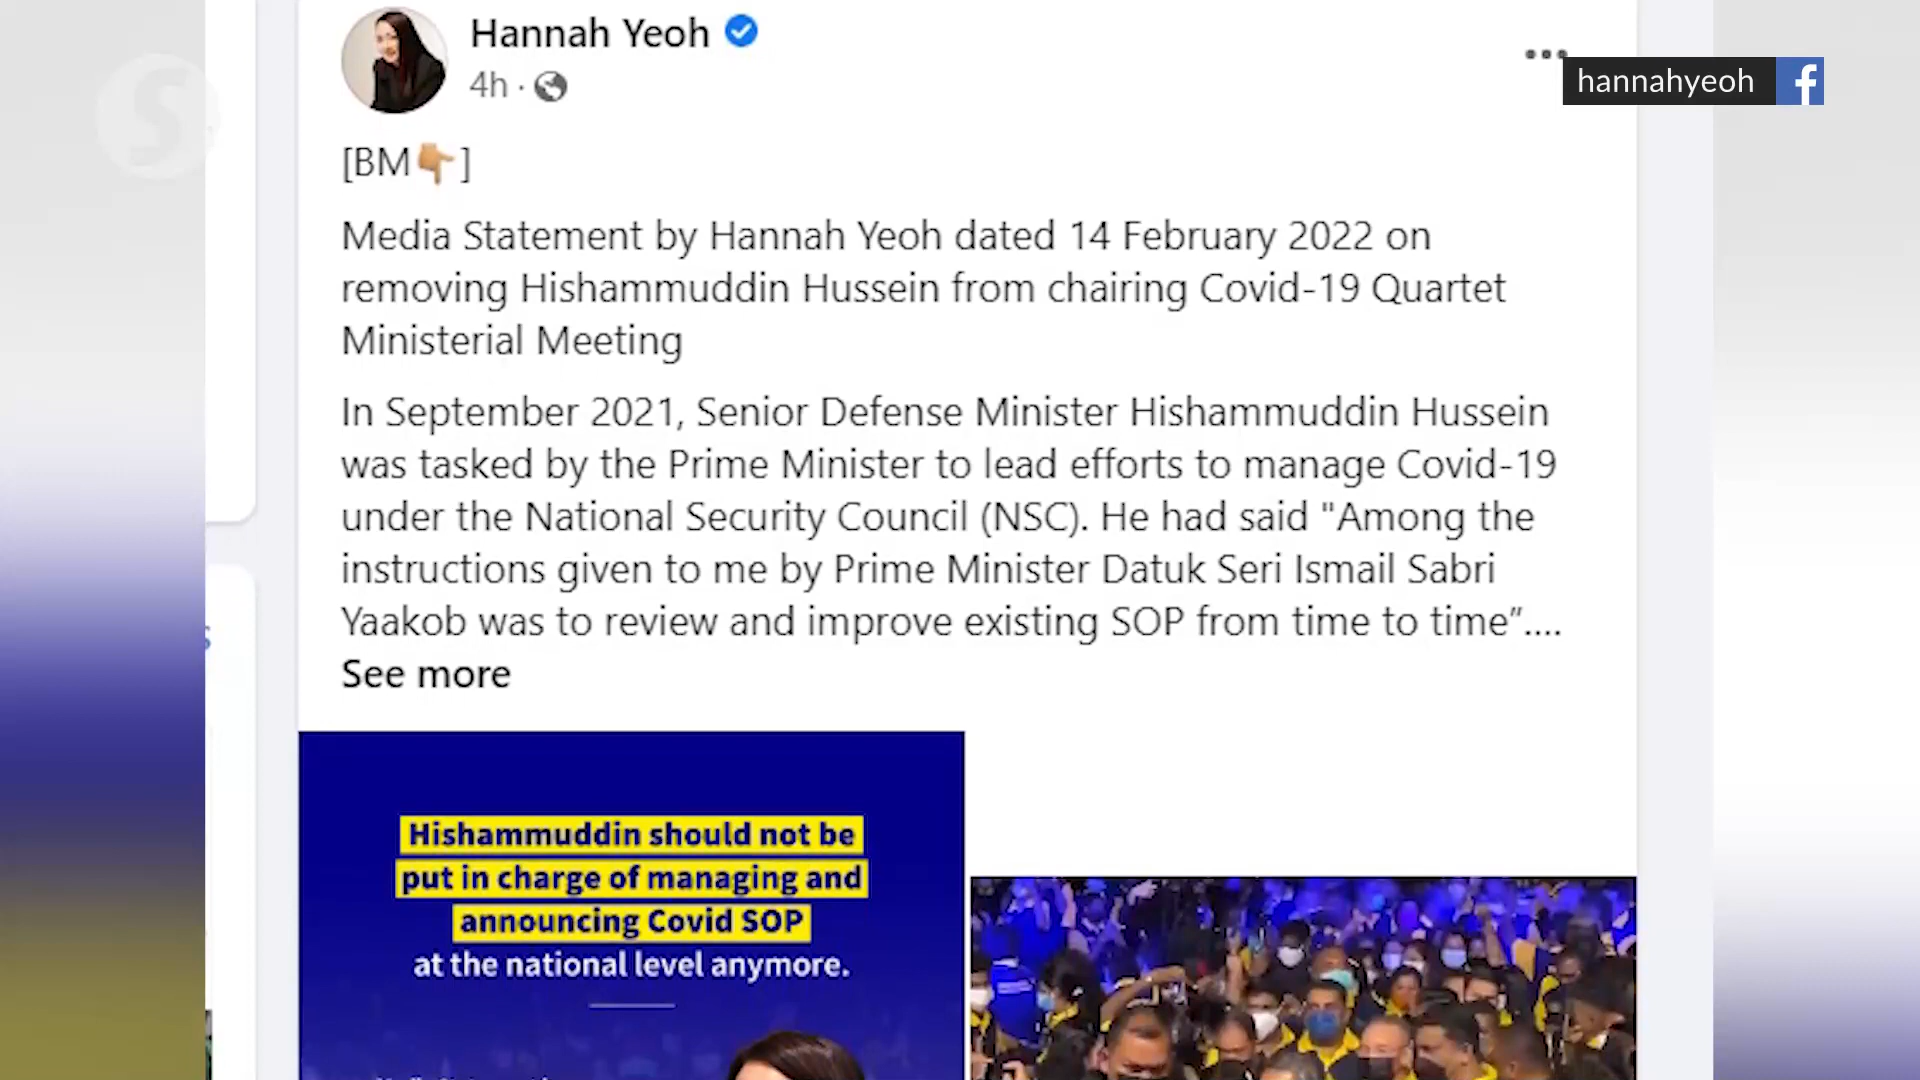 Hannah Yeoh
4h ·
hannahyeoh
[BM👇🏽]
Media Statement by Hannah Yeoh dated 14 February 2022 on
removing Hishammuddin Hussein from chairing Covid-19 Quartet
Ministerial Meeting
In September 2021, Senior Defense Minister Hishammuddin Hussein
was tasked by the Prime Minister to lead efforts to manage Covid-19
under the National Security Council (NSC). He had said "Among the
instructions given to me by Prime Minister Datuk Seri Ismail Sabri
Yaakob was to review and improve existing SOP from time to time”....
See more
Hishammuddin should not be
put in charge of managing and
announcing Covid SOP
at the national level anymore.